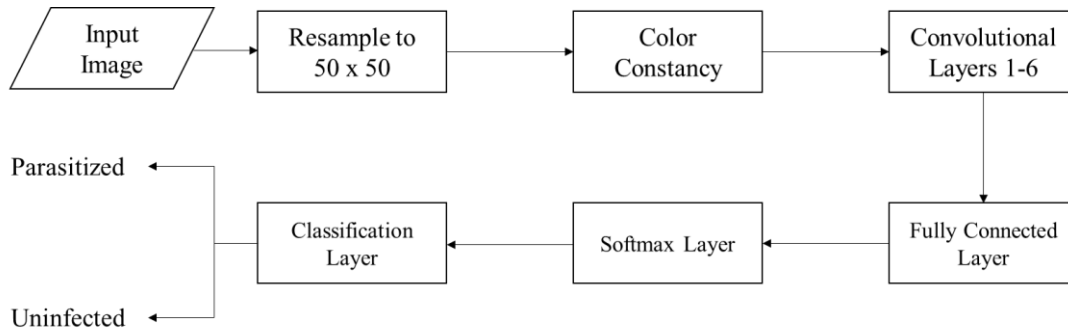 Input
Image
Resample to
50 x 50
Color
Constancy
Convolutional
Layers 1-6
Fully Connected
Layer
Softmax Layer
Classification
Layer
Parasitized
Uninfected